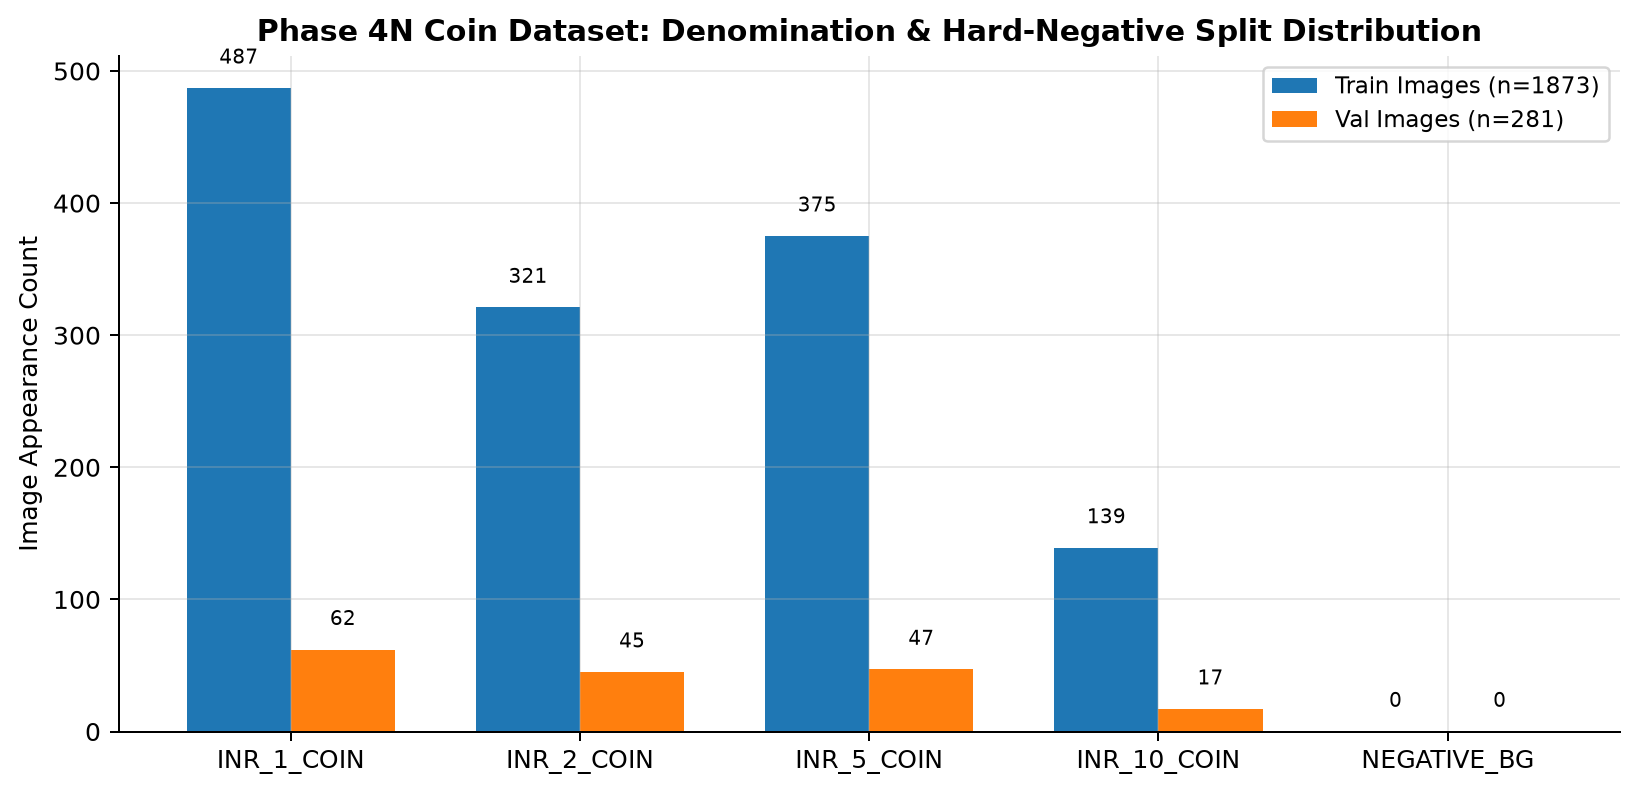 Phase 4N Coin Dataset: Denomination & Hard-Negative Split Distribution
Train Images (n=1873)
Val Images (n=281)
Image Appearance Count
500
400
300
200
100
0
487
62
321
45
375
47
139
17
0
0
INR_1_COIN
INR_2_COIN
INR_5_COIN
INR_10_COIN
NEGATIVE_BG